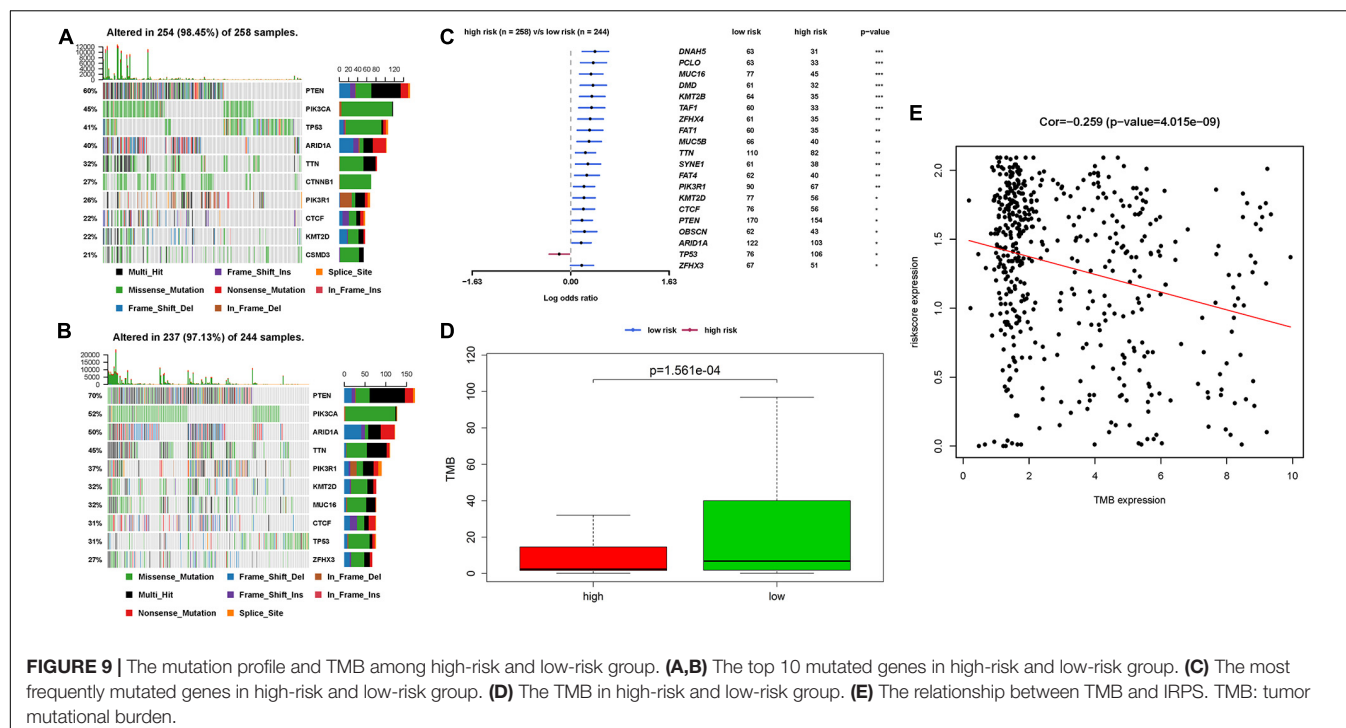 A
Altered in 254 (98.45%) of 258 samples.
12000
10000
8000
6000
4000
2000
0
0 20 40 60 80 140
60% PTEN
45% PIK3CA
41% TP53
40% ARID1A
32% TTN
27% CTNNB1
26% PIK3R1
22% CTCF
22% KMT2D
21% CSMD3
Multi_Hit Frame_Shift_Ins Splice_Site
Missense_Mutation Nonsense_Mutation In_Frame_Ins
Frame_Shift_Del In_Frame_Del
B
Altered in 237 (97.13%) of 244 samples.
20000
15000
10000
5000
0
0 50 100 150
70% PTEN
52% PIK3CA
50% ARID1A
45% TTN
37% PIK3R1
32% KMT2D
32% MUC16
31% CTCF
31% TP53
27% ZFHX3
Missense_Mutation Frame_Shift_Del In_Frame_Del
Multi_Hit Frame_Shift_Ins In_Frame_Ins
Nonsense_Mutation Splice_Site
C
high risk (n = 258) v/s low risk (n = 244) low risk high risk p-value
DNAH5 63 31 ***
PCLO 63 33 ***
MUC16 77 45 ***
DMD 61 32 ***
KMT2B 64 35 ***
TAF1 60 33 ***
ZFHX4 61 35 **
FAT1 60 35 **
MUC5B 66 40 **
TTN 110 82 **
SYNE1 61 38 **
FAT4 62 40 **
PIK3R1 90 67 **
KMT2D 77 56 *
CTCF 76 56 *
PTEN 170 154 *
OBSCN 62 43 *
ARID1A 122 103 *
TP53 76 106 *
ZFHX3 67 51 *
-1.63 0.00 1.63
Log odds ratio
D
low risk high risk
p=1.561e-04
TMB
120
100
80
60
40
20
0
high low
E
Cor=-0.259 (p-value=4.015e-09)
riskscore expression
2.0
1.5
1.0
0.5
0.0
0 2 4 6 8 10
TMB expression
FIGURE 9 | The mutation profile and TMB among high-risk and low-risk group. (A,B) The top 10 mutated genes in high-risk and low-risk group. (C) The most
frequently mutated genes in high-risk and low-risk group. (D) The TMB in high-risk and low-risk group. (E) The relationship between TMB and IRPS. TMB: tumor
mutational burden.